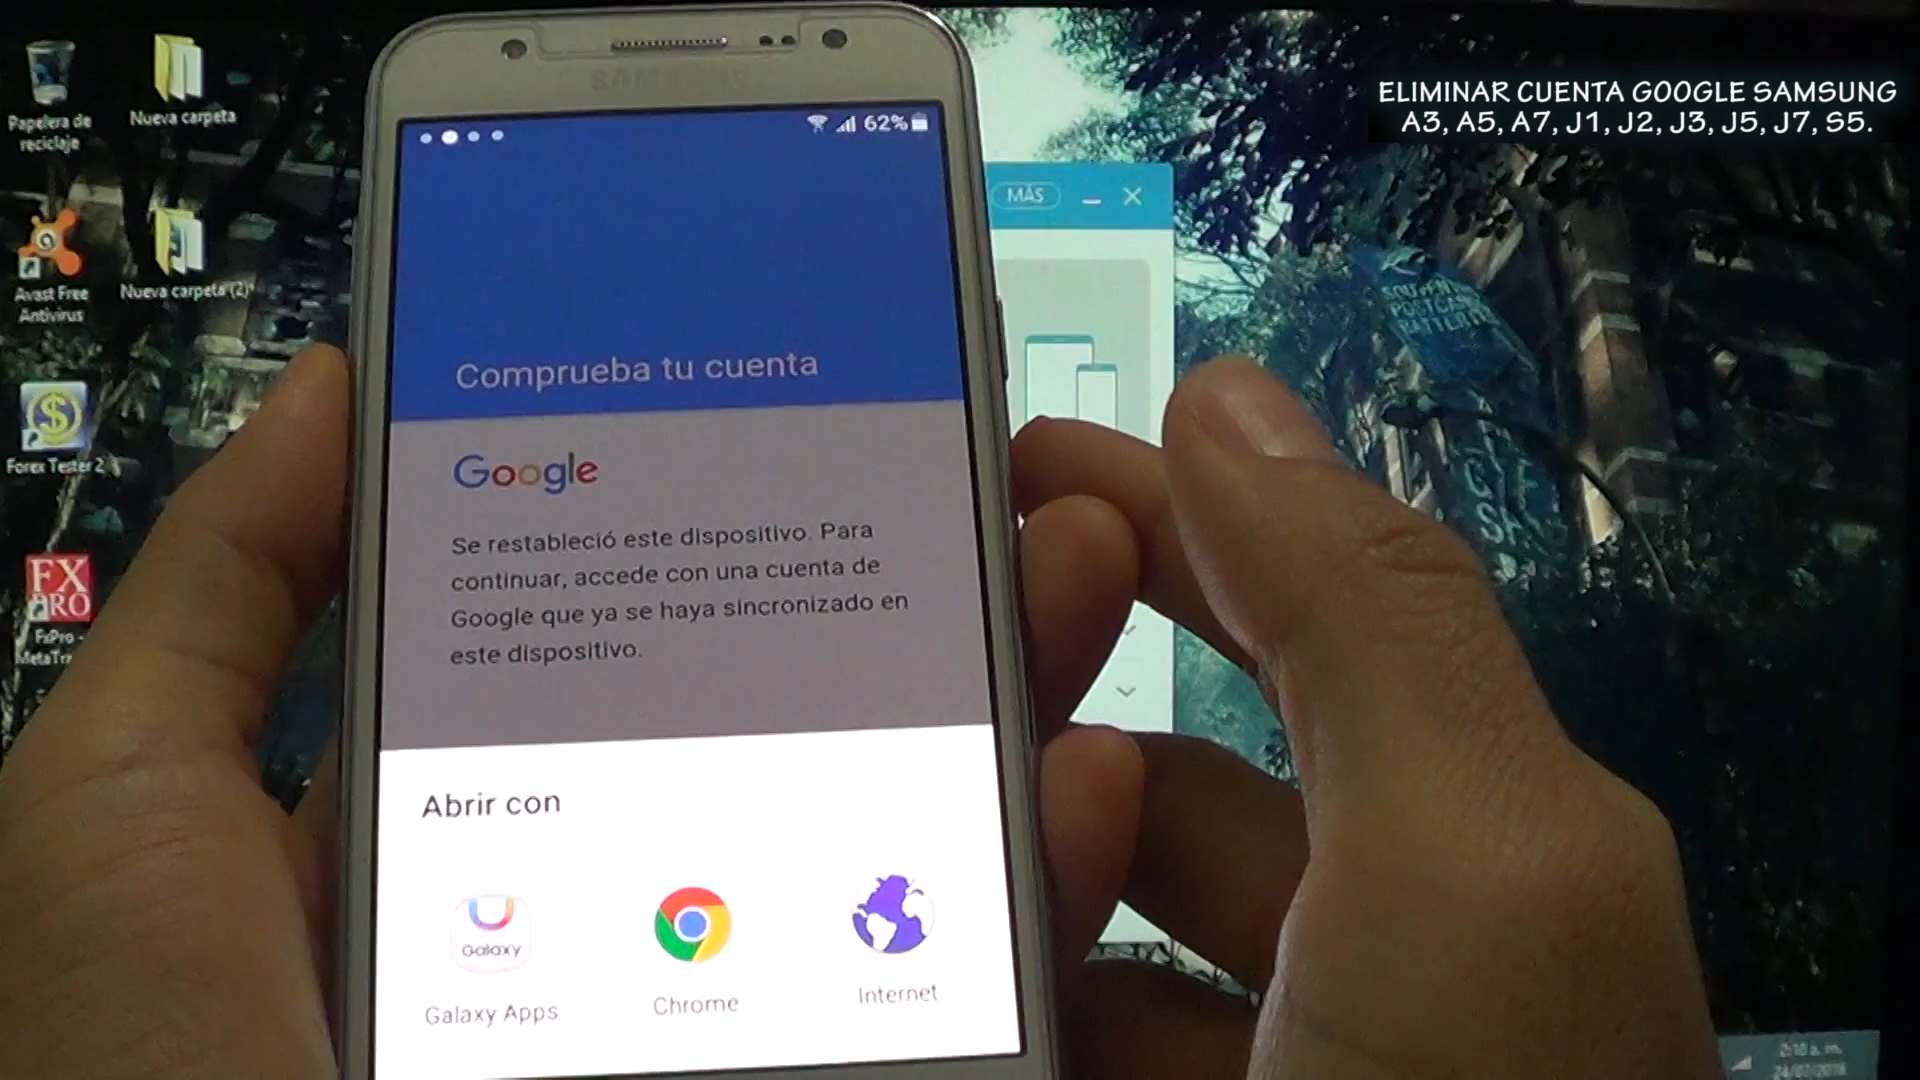 ELIMINAR CUENTA GOOGLE SAMSUNG
A3, A5, A7, J1, J2, J3, J5, J7, S5.
Papelera de
reciclaje
Nueva carpeta
Avast Free
Antivirus
Nueva carpeta (2)
Forex Tester 2
FX
PRO
FxPro -
MetaTr
SAMSUNG
62%
MÁS
Comprueba tu cuenta
Google
Se restableció este dispositivo. Para
continuar, accede con una cuenta de
Google que ya se haya sincronizado en
este dispositivo.
Abrir con
Galaxy
Galaxy Apps
Chrome
Internet
2:18 a. m.
24/07/2016